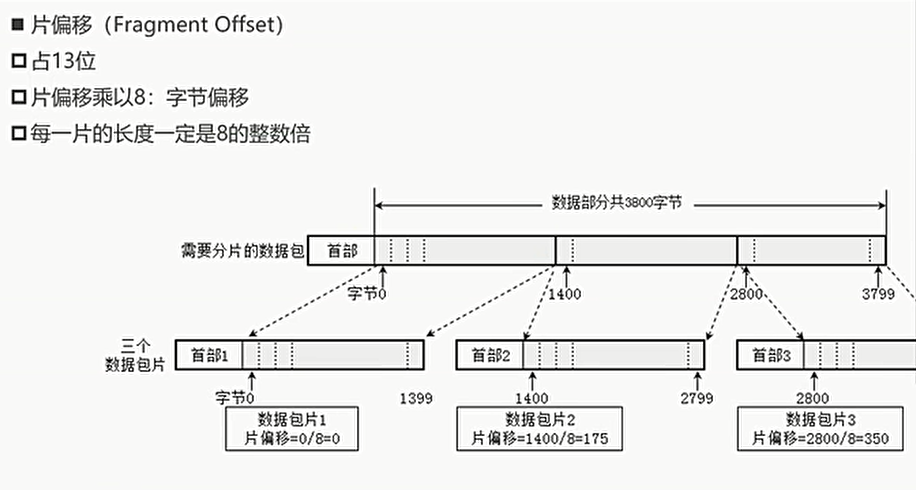 片偏移（Fragment Offset）
占13位
片偏移乘以8：字节偏移
每一片的长度一定是8的整数倍
数据部分共3800字节
需要分片的数据包
首部
字节0
1400
2800
3799
三个
数据包片
首部1
首部2
首部3
字节0
1399
1400
2799
2800
数据包片1
片偏移=0/8=0
数据包片2
片偏移=1400/8=175
数据包片3
片偏移=2800/8=350